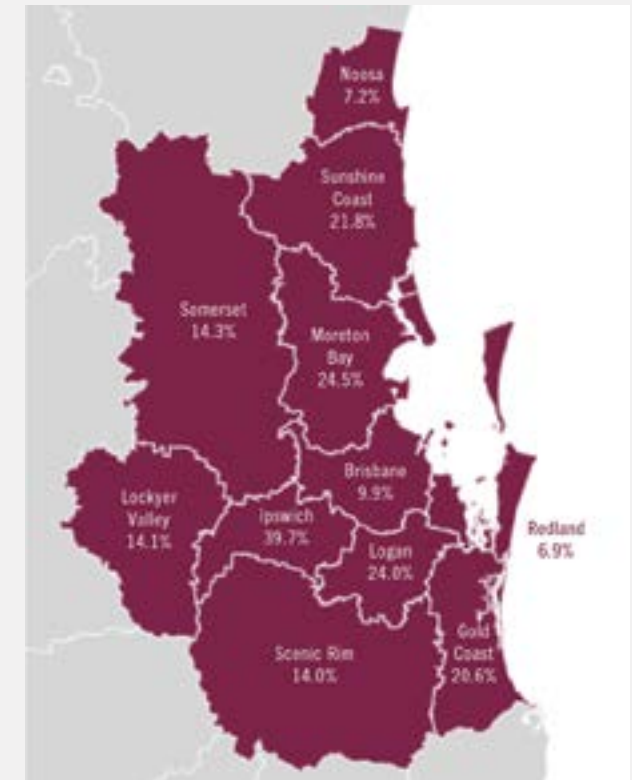 Noosa
7.2%
Sunshine
Coast
21.8%
Somerset
14.3%
Moreton
Bay
24.5%
Brisbane
9.9%
Lockyer
Valley
14.1%
Ipswich
39.7%
Logan
24.0%
Redland
6.9%
Scenic Rim
14.0%
Gold
Coast
20.6%